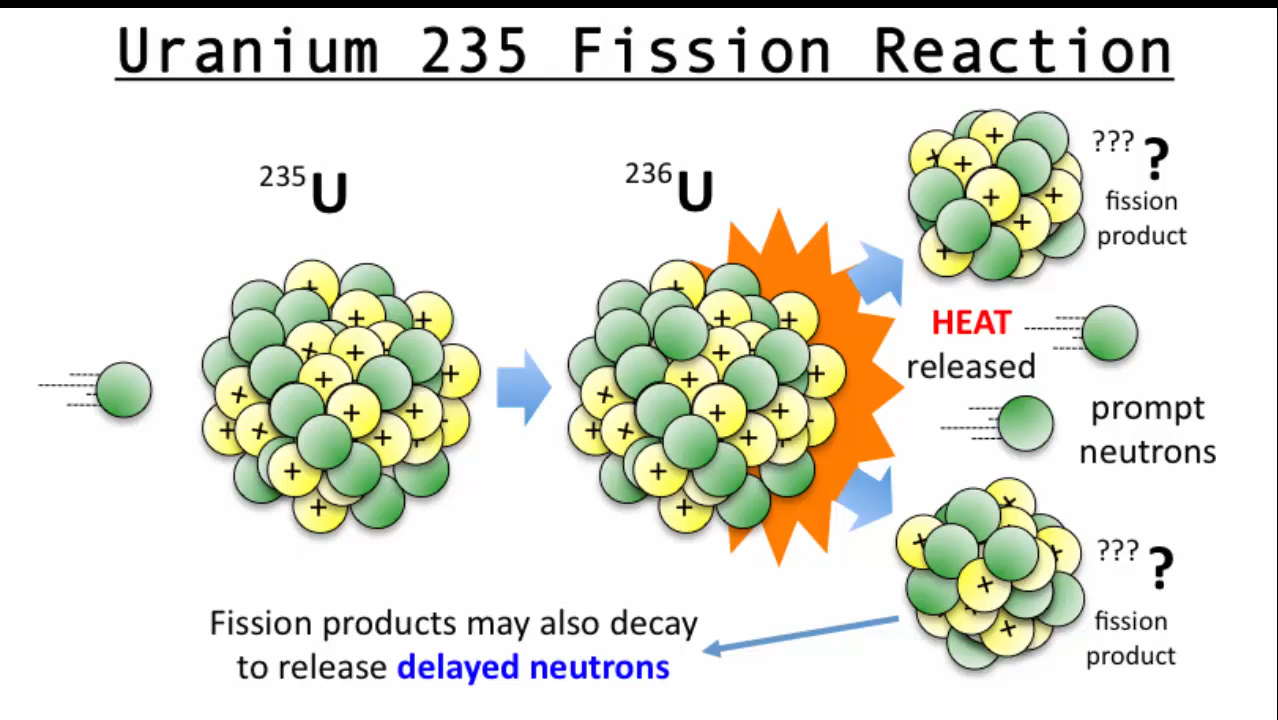 Uranium 235 Fission Reaction
235U
236U
??? ?
fission
product
HEAT
released
prompt
neutrons
??? ?
fission
product
Fission products may also decay
to release delayed neutrons